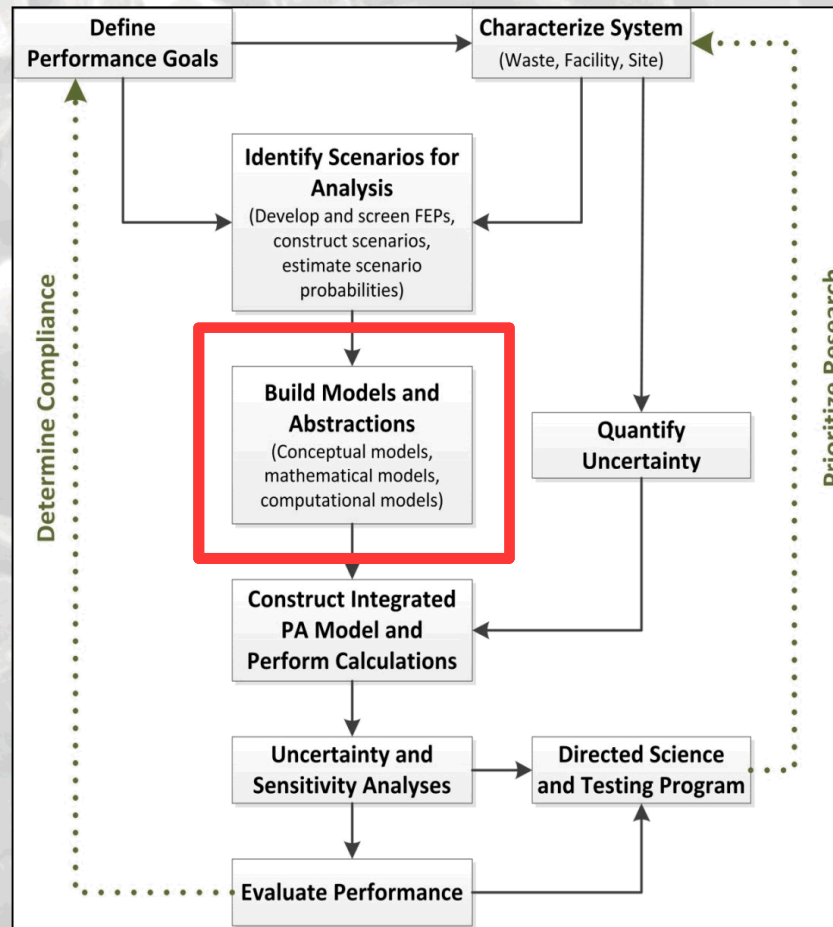 Define
Performance Goals
Characterize System
(Waste, Facility, Site)
Identify Scenarios for
Analysis
(Develop and screen FEPs,
construct scenarios,
estimate scenario
probabilities)
Determine Compliance
Prioritize Research
Build Models and
Abstractions
(Conceptual models,
mathematical models,
computational models)
Quantify
Uncertainty
Construct Integrated
PA Model and
Perform Calculations
Uncertainty and
Sensitivity Analyses
Directed Science
and Testing Program
Evaluate Performance